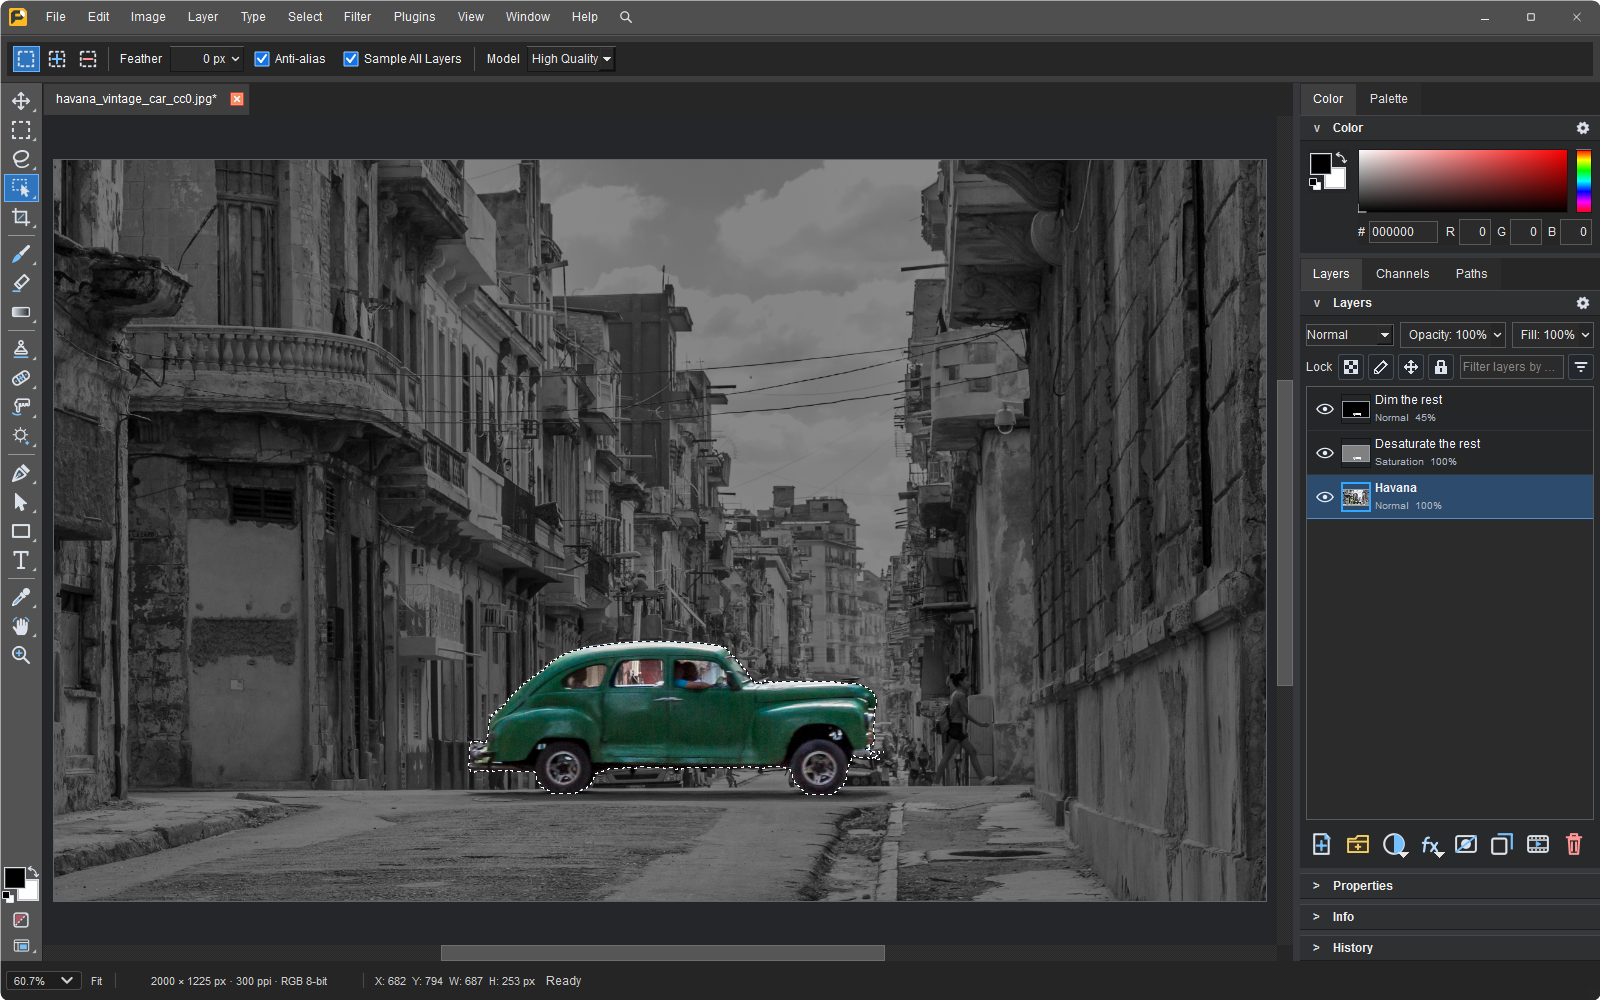 File Edit Image Layer Type Select Filter Plugins View Window Help
Feather 0 px Anti-alias Sample All Layers Model High Quality
havana_vintage_car_cc0.jpg*
Color Palette
Color
# 000000 R 0 G 0 B 0
Layers Channels Paths
Layers
Normal Opacity: 100% Fill: 100%
Lock Filter layers by ...
Dim the rest
Normal 45%
Desaturate the rest
Saturation 100%
Havana
Normal 100%
fx
Properties
Info
History
60.7% Fit 2000 × 1225 px · 300 ppi · RGB 8-bit X: 682 Y: 794 W: 687 H: 253 px Ready